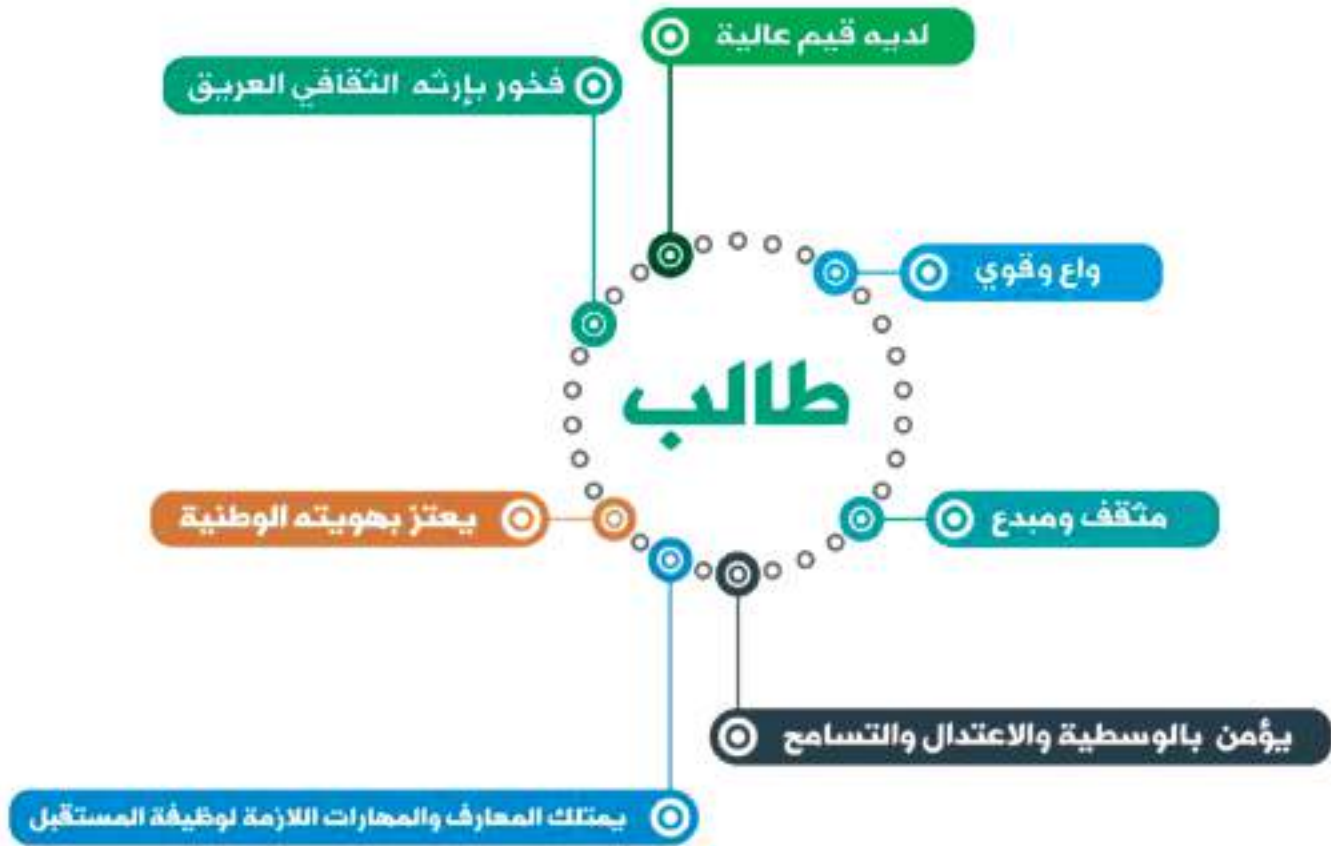 لديه قيم عالية
فخور بإرثه الثقافي العريق
واع وقوي
طالب
يعتز بهويته الوطنية
مثقف ومبدع
يؤمن بالوسطية والاعتدال والتسامح
يمتلك المعارف والمهارات اللازمة لوظيفة المستقبل